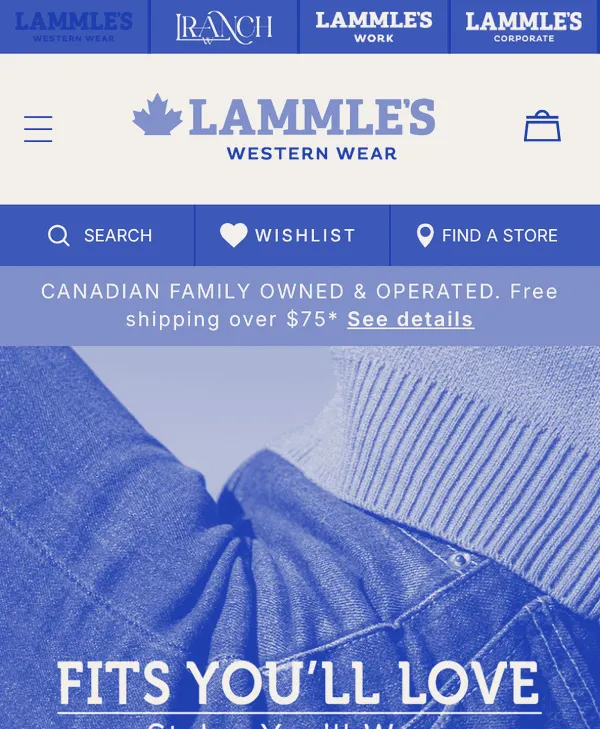 LAMMLE'S
WESTERN WEAR
RANCH
W
LAMMLE'S
WORK
LAMMLE'S
CORPORATE
LAMMLE'S
WESTERN WEAR
SEARCH
WISHLIST
FIND A STORE
CANADIAN FAMILY OWNED & OPERATED. Free
shipping over $75* See details
FITS YOU'LL LOVE